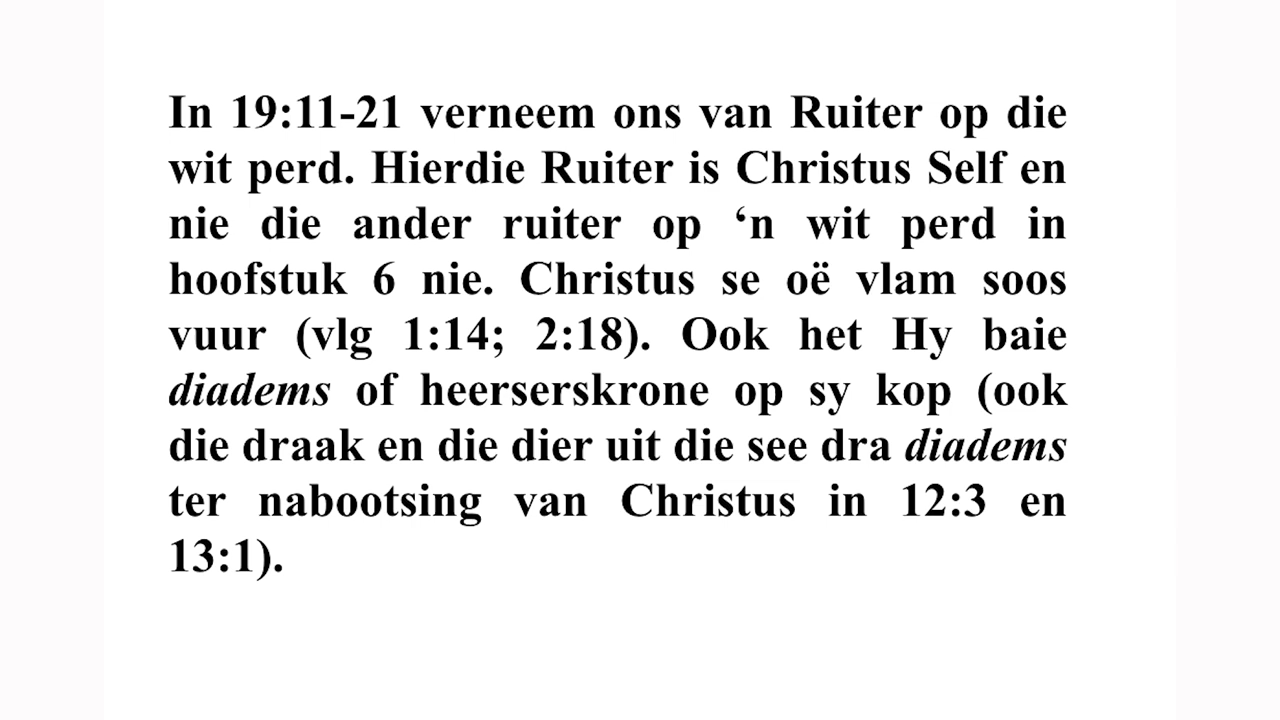 In 19:11-21 verneem ons van Ruiter op die
wit perd. Hierdie Ruiter is Christus Self en
nie die ander ruiter op ‘n wit perd in
hoofstuk 6 nie. Christus se oë vlam soos
vuur (vlg 1:14; 2:18). Ook het Hy baie
diadems of heerserskrone op sy kop (ook
die draak en die dier uit die see dra diadems
ter nabootsing van Christus in 12:3 en
13:1).